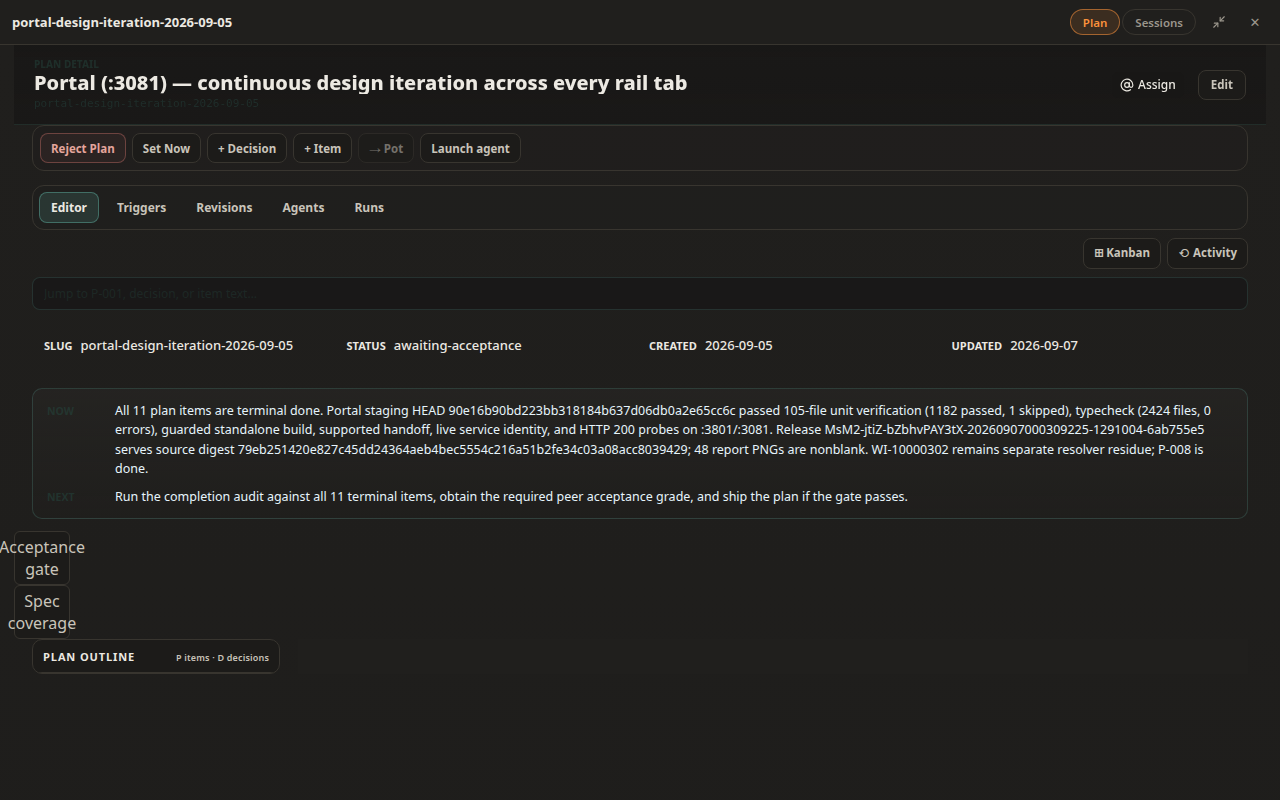 portal-design-iteration-2026-09-05
Plan
Sessions
PLAN DETAIL
Portal (:3081) — continuous design iteration across every rail tab
portal-design-iteration-2026-09-05
@ Assign
Edit
Reject Plan
Set Now
+ Decision
+ Item
→ Pot
Launch agent
Editor
Triggers
Revisions
Agents
Runs
⊞ Kanban
⟲ Activity
Jump to P-001, decision, or item text...
SLUG portal-design-iteration-2026-09-05
STATUS awaiting-acceptance
CREATED 2026-09-05
UPDATED 2026-09-07
NOW
All 11 plan items are terminal done. Portal staging HEAD 90e16b90bd223bb318184b637d06db0a2e65cc6c passed 105-file unit verification (1182 passed, 1 skipped), typecheck (2424 files, 0
errors), guarded standalone build, supported handoff, live service identity, and HTTP 200 probes on :3801/:3081. Release MsM2-jtiZ-bZbhvPAY3tX-20260907000309225-1291004-6ab755e5
serves source digest 79eb251420e827c45dd24364aeb4bec5554c216a51b2fe34c03a08acc8039429; 48 report PNGs are nonblank. WI-10000302 remains separate resolver residue; P-008 is
done.
NEXT
Run the completion audit against all 11 terminal items, obtain the required peer acceptance grade, and ship the plan if the gate passes.
Acceptance
gate
Spec
coverage
PLAN OUTLINE
P items · D decisions